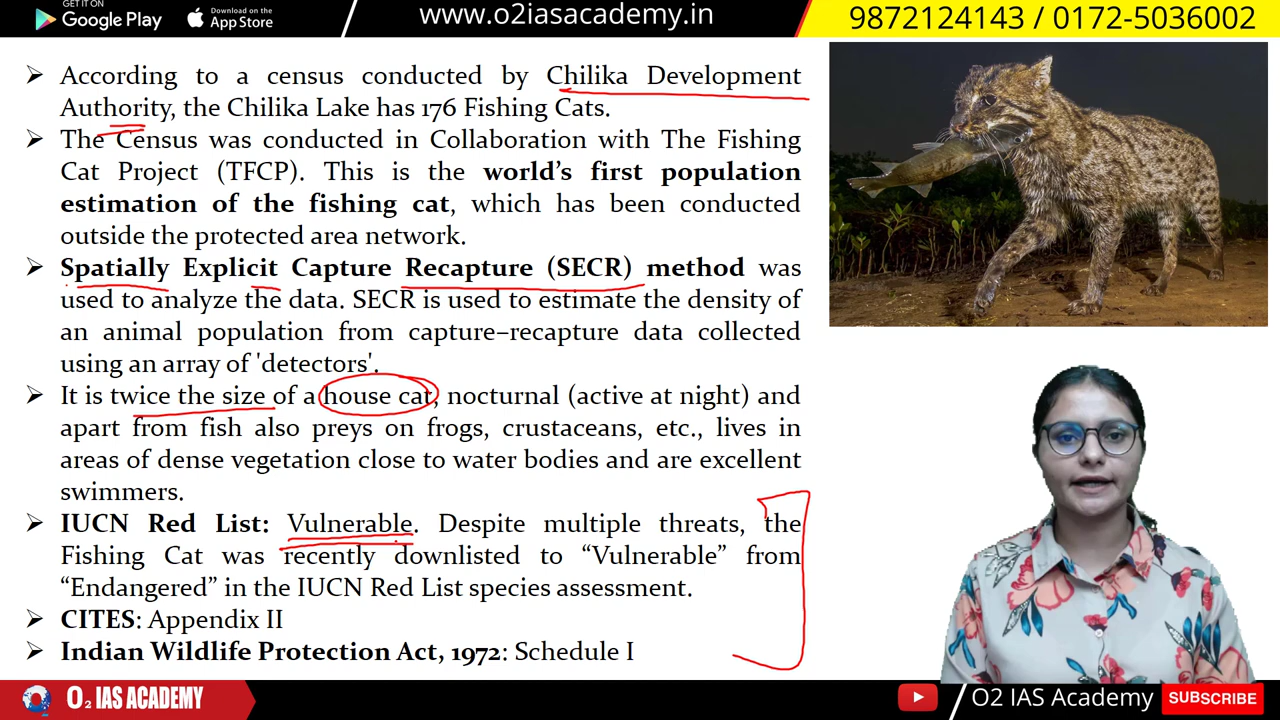 GET IT ON
Google Play
Download on the
App Store
www.o2iasacademy.in
9872124143 / 0172-5036002
According to a census conducted by Chilika Development
Authority, the Chilika Lake has 176 Fishing Cats.
The Census was conducted in Collaboration with The Fishing
Cat Project (TFCP). This is the world’s first population
estimation of the fishing cat, which has been conducted
outside the protected area network.
Spatially Explicit Capture Recapture (SECR) method was
used to analyze the data. SECR is used to estimate the density of
an animal population from capture–recapture data collected
using an array of 'detectors'.
It is twice the size of a house cat, nocturnal (active at night) and
apart from fish also preys on frogs, crustaceans, etc., lives in
areas of dense vegetation close to water bodies and are excellent
swimmers.
IUCN Red List: Vulnerable. Despite multiple threats, the
Fishing Cat was recently downlisted to “Vulnerable” from
“Endangered” in the IUCN Red List species assessment.
CITES: Appendix II
Indian Wildlife Protection Act, 1972: Schedule I
O2 IAS ACADEMY
O2 IAS Academy
SUBSCRIBE